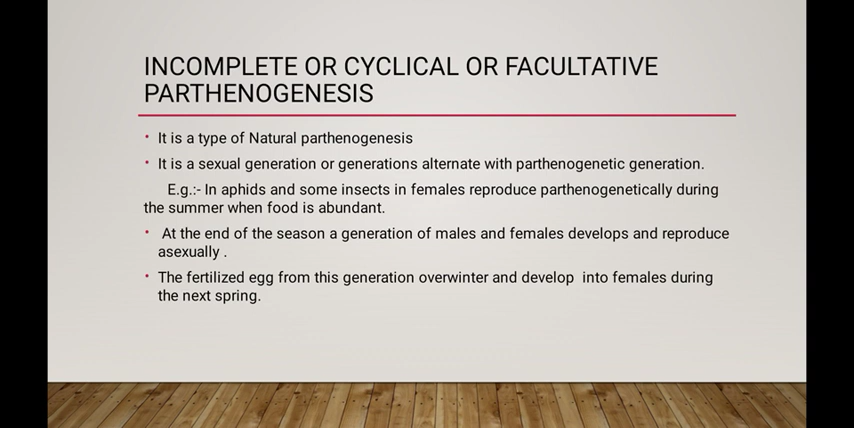 INCOMPLETE OR CYCLICAL OR FACULTATIVE
PARTHENOGENESIS
• It is a type of Natural parthenogenesis
• It is a sexual generation or generations alternate with parthenogenetic generation.
E.g.:- In aphids and some insects in females reproduce parthenogenetically during
the summer when food is abundant.
• At the end of the season a generation of males and females develops and reproduce
asexually .
• The fertilized egg from this generation overwinter and develop into females during
the next spring.